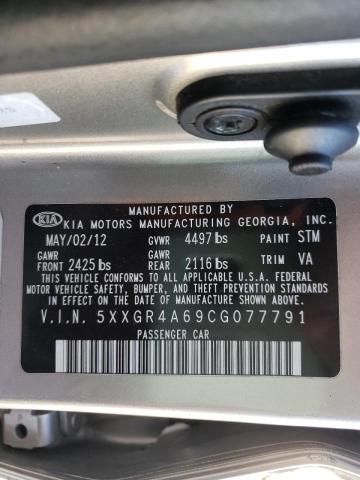 MANUFACTURED BY
KIA KIA MOTORS MANUFACTURING GEORGIA, INC.
MAY/02/12 GVWR 4497 lbs PAINT STM
GAWR FRONT 2425 lbs GAWR REAR 2116 lbs TRIM VA
THIS VEHICLE CONFORMS TO ALL APPLICABLE U.S.A. FEDERAL
MOTOR VEHICLE SAFETY, BUMPER, AND THEFT PREVENTION
STANDARDS IN EFFECT ON THE DATE OF MANUFACTURE SHOWN ABOVE.
V.I.N. 5XXGR4A69CG077791
PASSENGER CAR